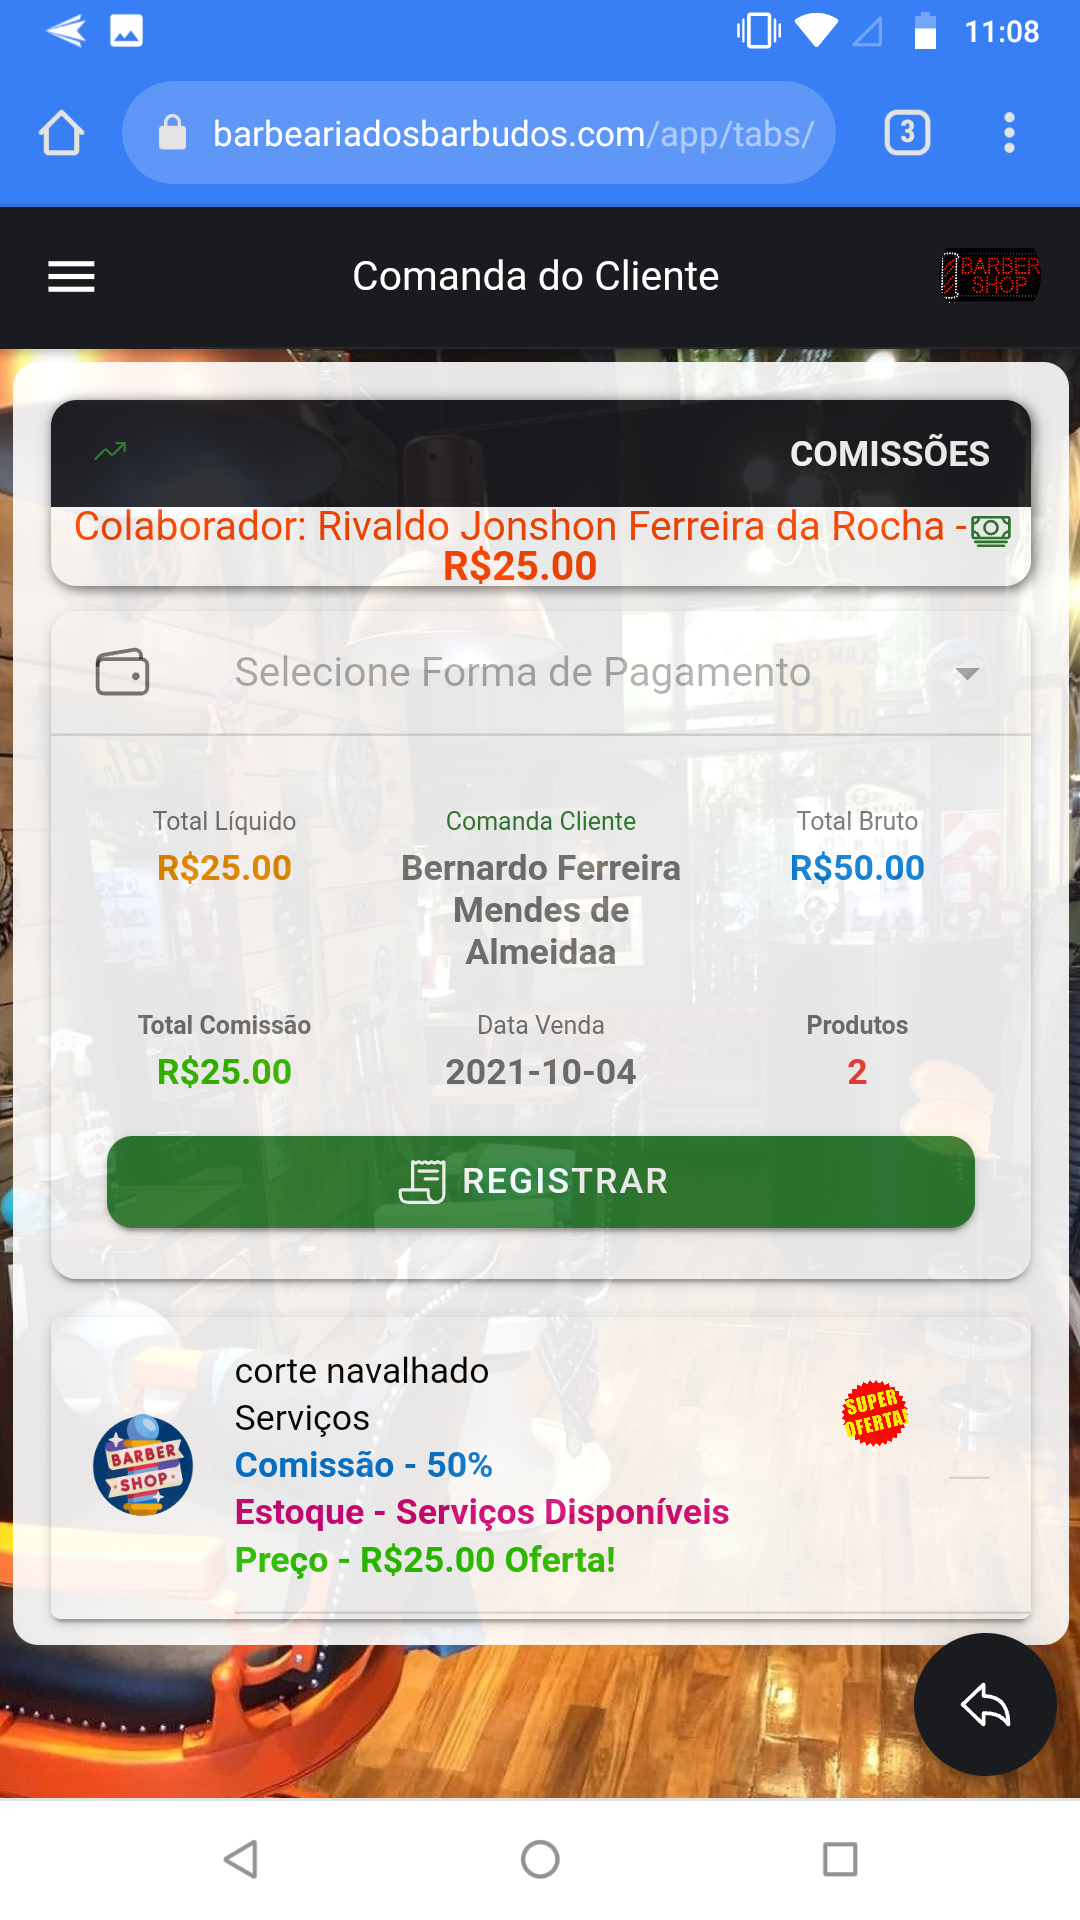 11:08
barbeariadosbarbudos.com/app/tabs/
3
Comanda do Cliente
BARBER
SHOP
COMISSÕES
Colaborador: Rivaldo Jonshon Ferreira da Rocha -
R$25.00
Selecione Forma de Pagamento
Total Líquido
R$25.00
Comanda Cliente
Bernardo Ferreira
Mendes de
Almeidaa
Total Bruto
R$50.00
Total Comissão
R$25.00
Data Venda
2021-10-04
Produtos
2
REGISTRAR
BARBER
SHOP
corte navalhado
Serviços
Comissão - 50%
Estoque - Serviços Disponíveis
Preço - R$25.00 Oferta!
SUPER
OFERTA!